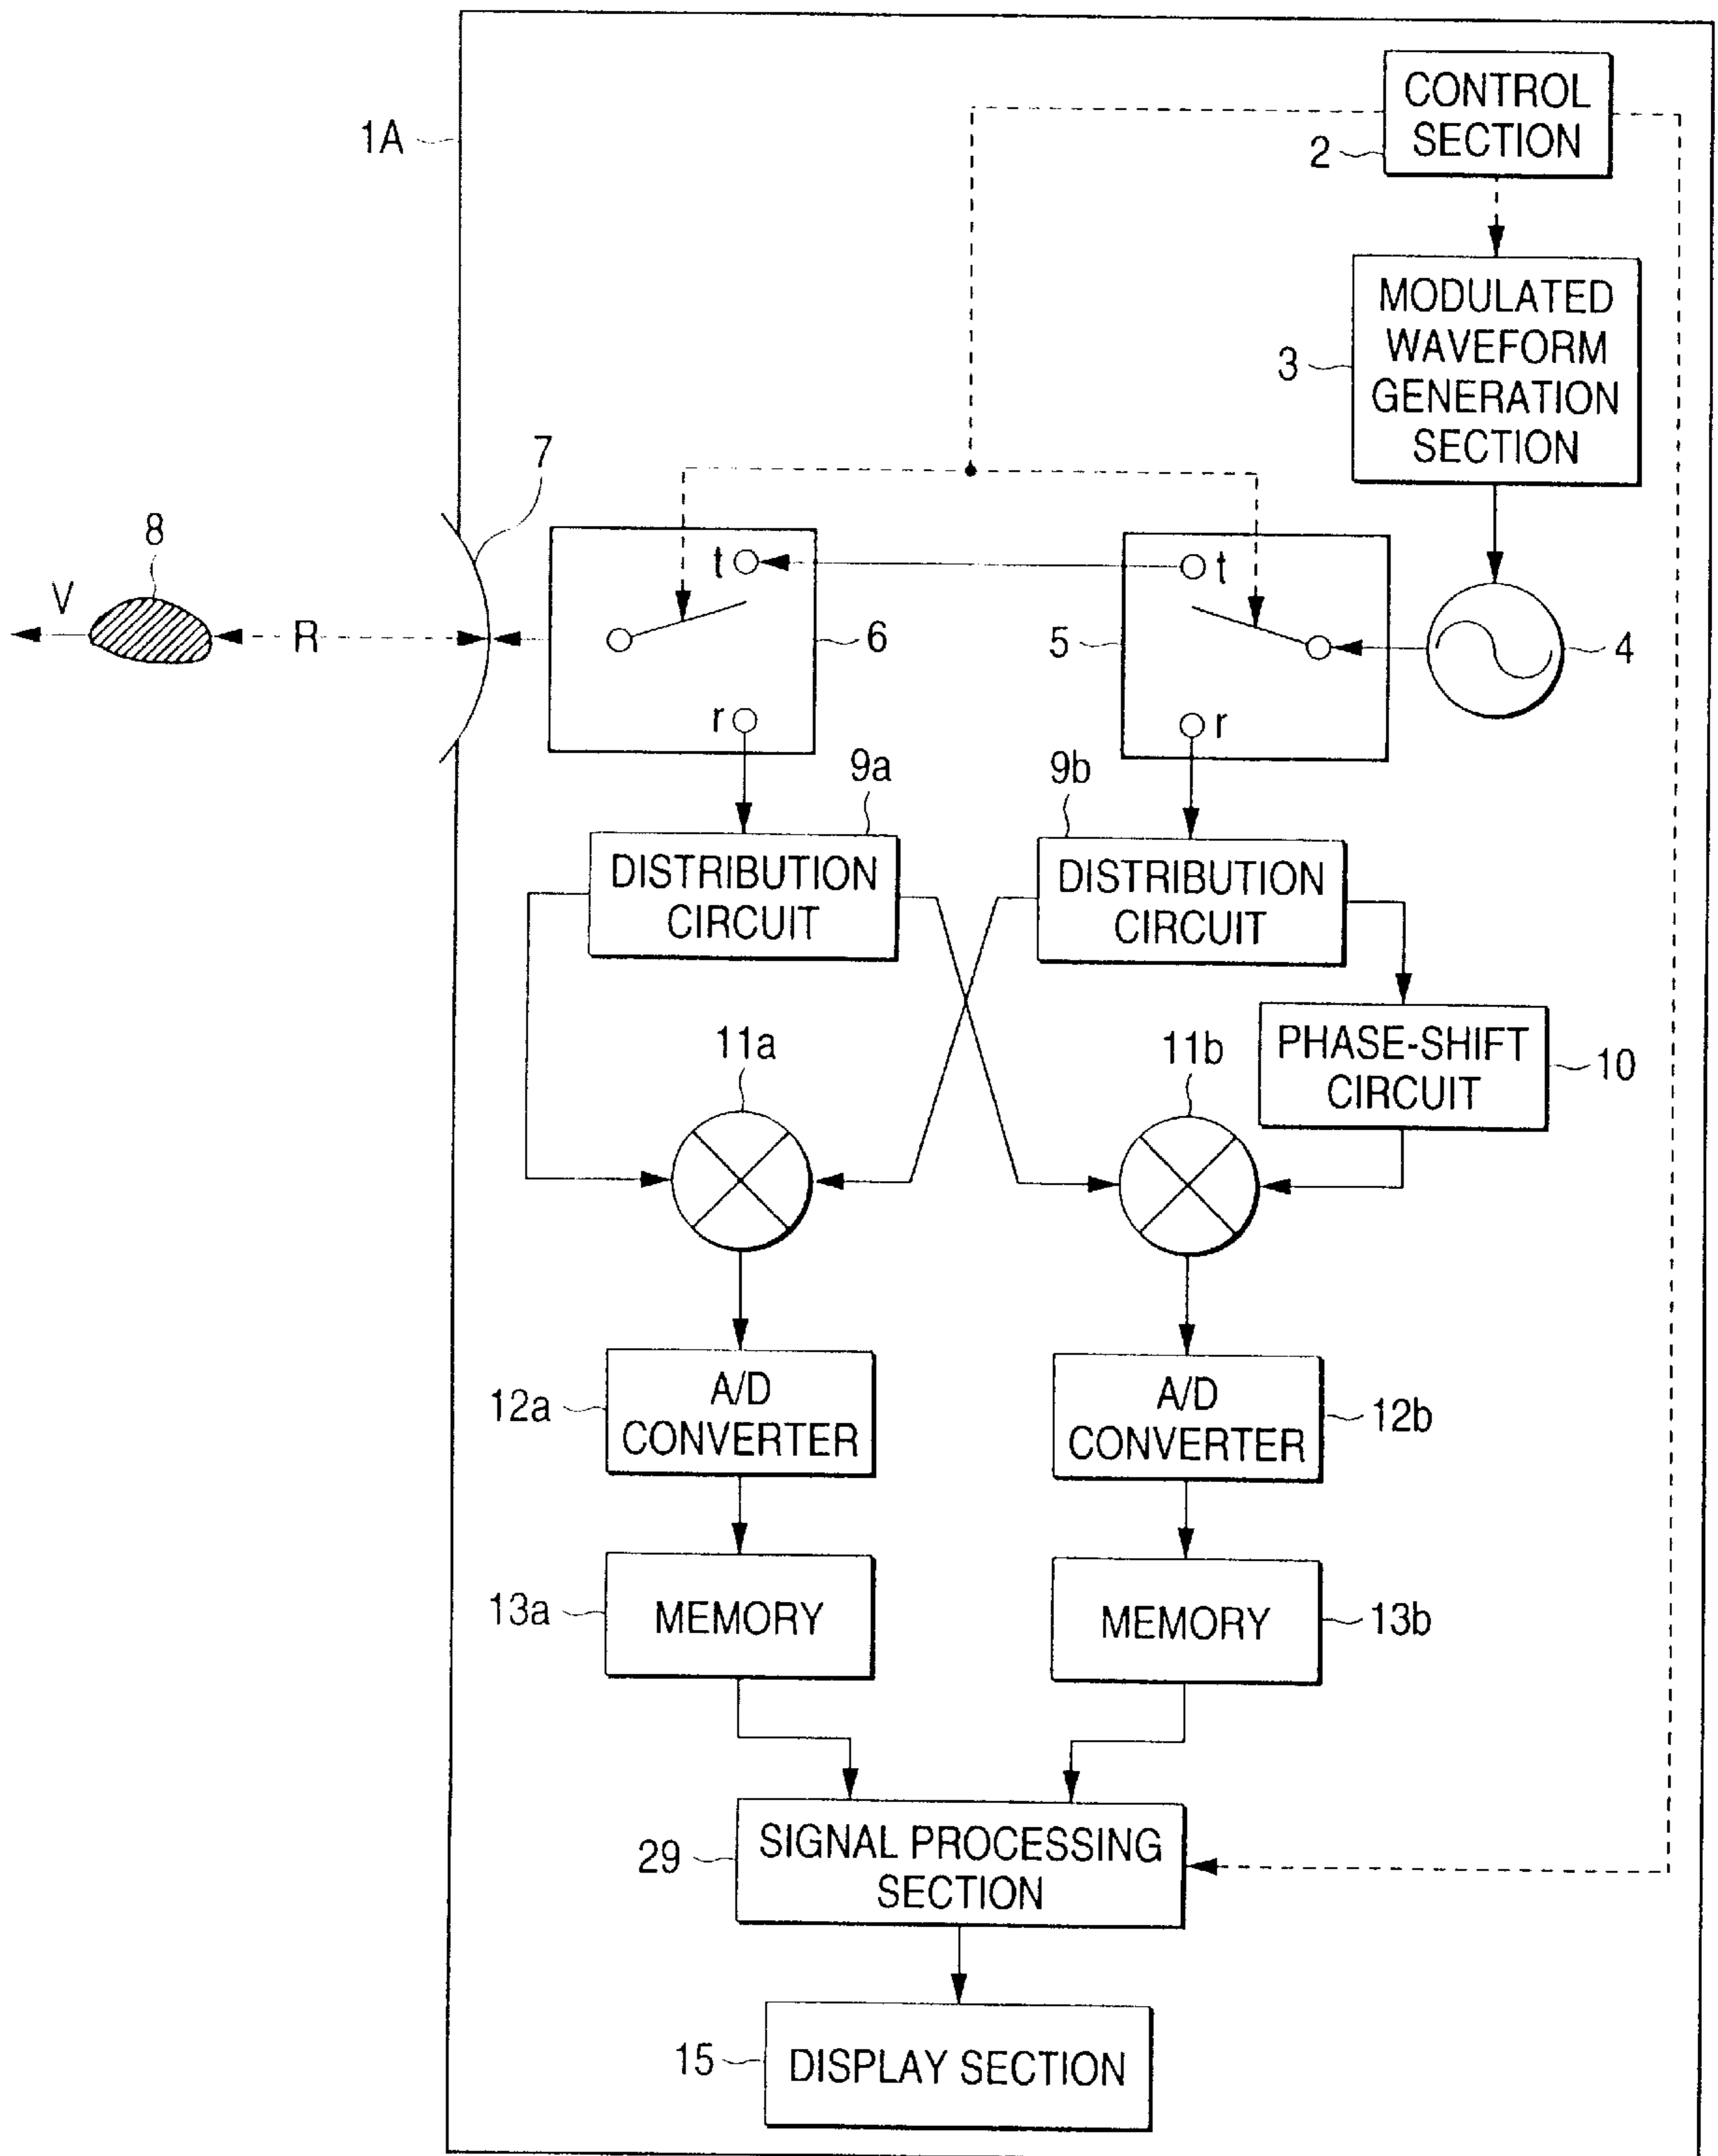 CONTROL
SECTION
1A
2
MODULATED
WAVEFORM
GENERATION
SECTION
3
7
8
V
R
t
r
6
t
r
5
4
9a
9b
DISTRIBUTION
CIRCUIT
DISTRIBUTION
CIRCUIT
11a
11b
PHASE-SHIFT
CIRCUIT
10
A/D
CONVERTER
12a
A/D
CONVERTER
12b
MEMORY
13a
MEMORY
13b
SIGNAL PROCESSING
SECTION
29
DISPLAY SECTION
15